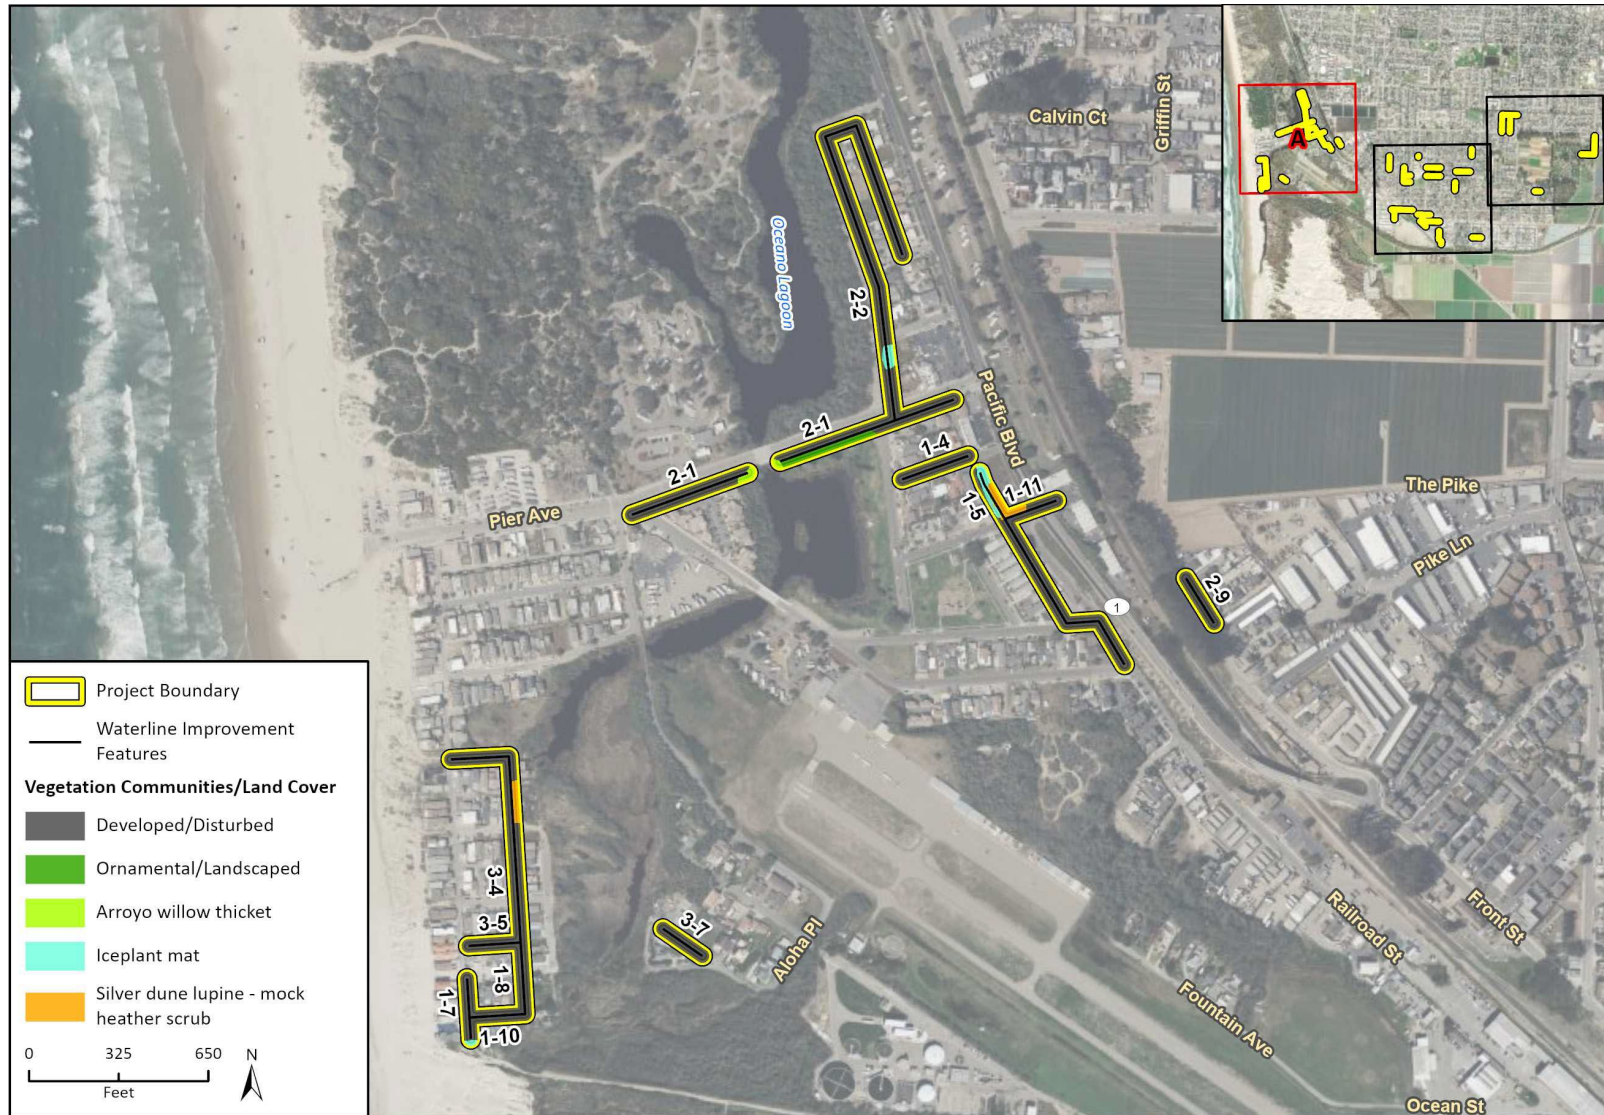 Calvin Ct
Griffin St
A
Oceano Lagoon
2-2
Pacific Blvd
2-1
1-4
2-1
1-11
1-5
Pier Ave
The Pike
Pike Ln
2-9
1
Project Boundary
Waterline Improvement
Features
Vegetation Communities/Land Cover
Developed/Disturbed
Ornamental/Landscaped
Arroyo willow thicket
Iceplant mat
Silver dune lupine - mock
heather scrub
0 325 650
Feet
N
3-4
3-5
1-8
1-7
1-10
3-7
Aloha Pl
Fountain Ave
Railroad St
Front St
Ocean St